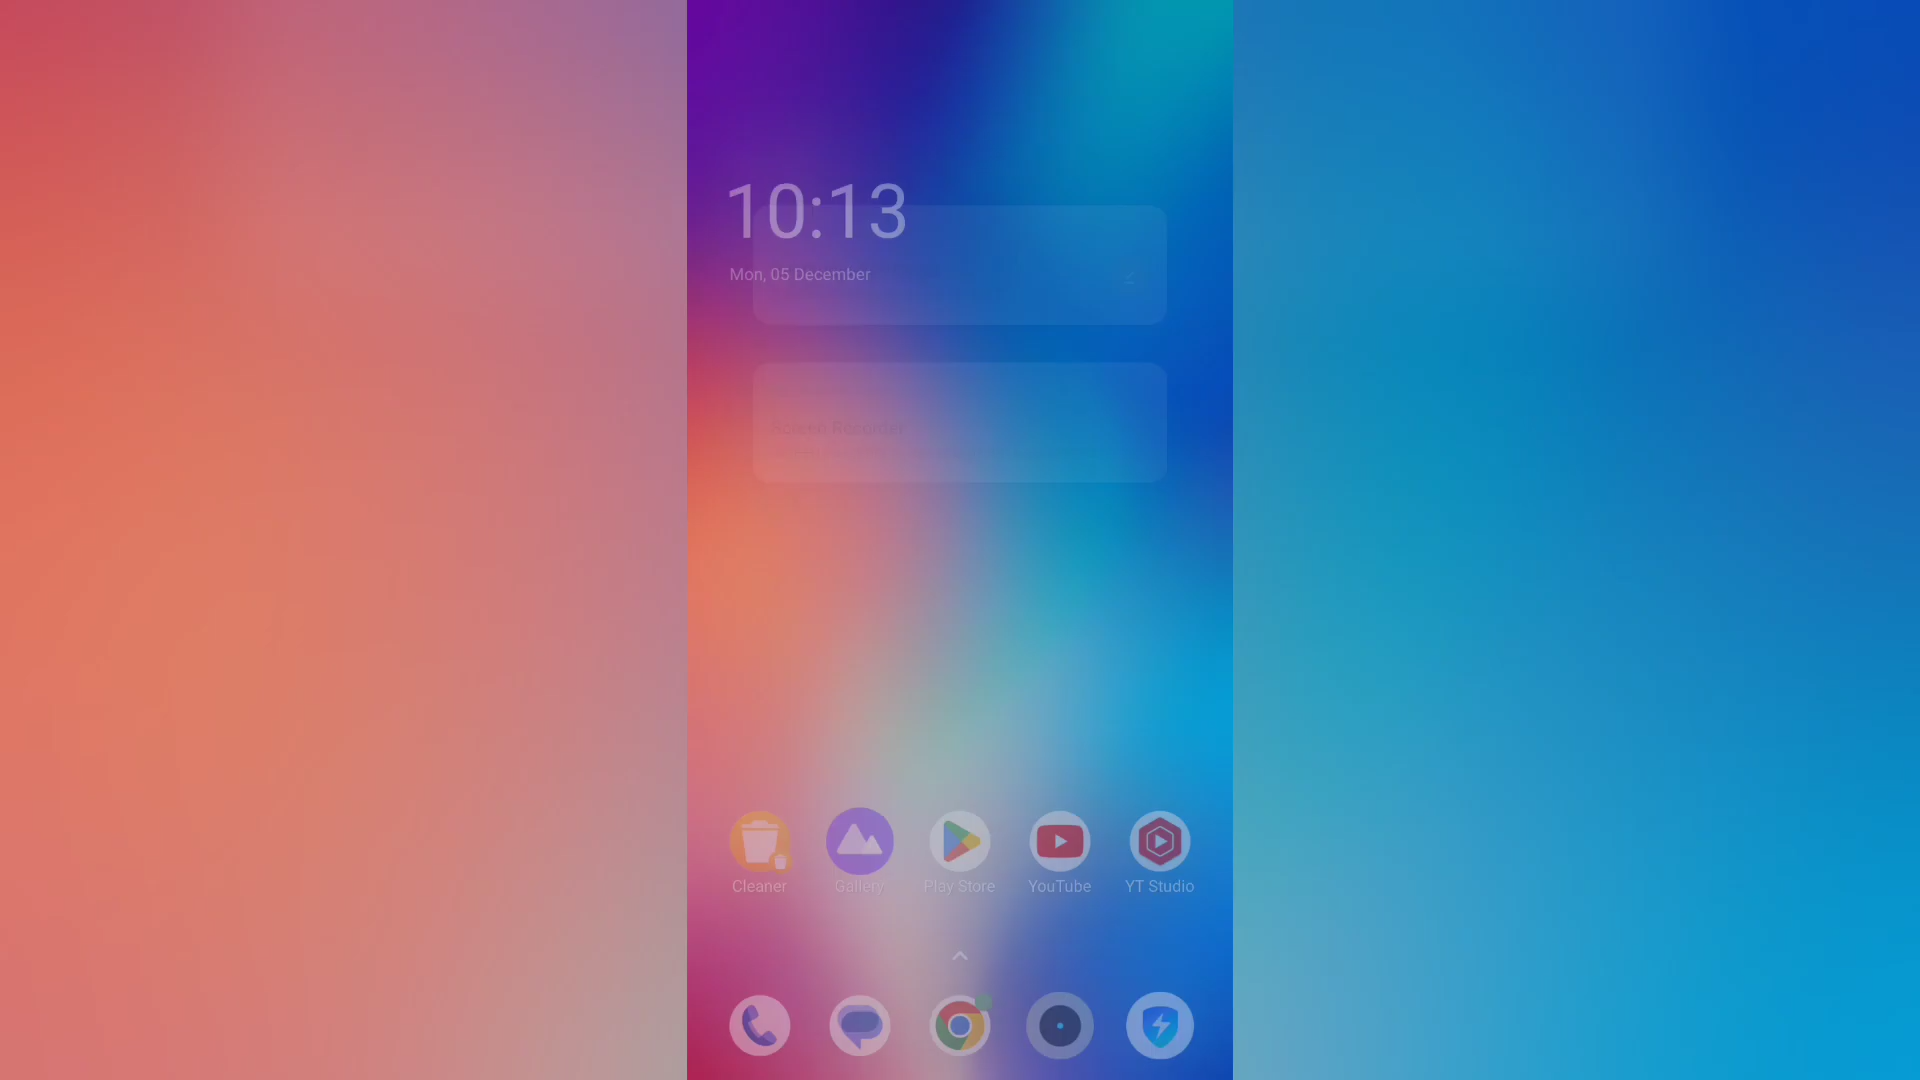 10:13
Mon, 05 December
Screen Recorder
Cleaner
Gallery
Play Store
YouTube
YT Studio